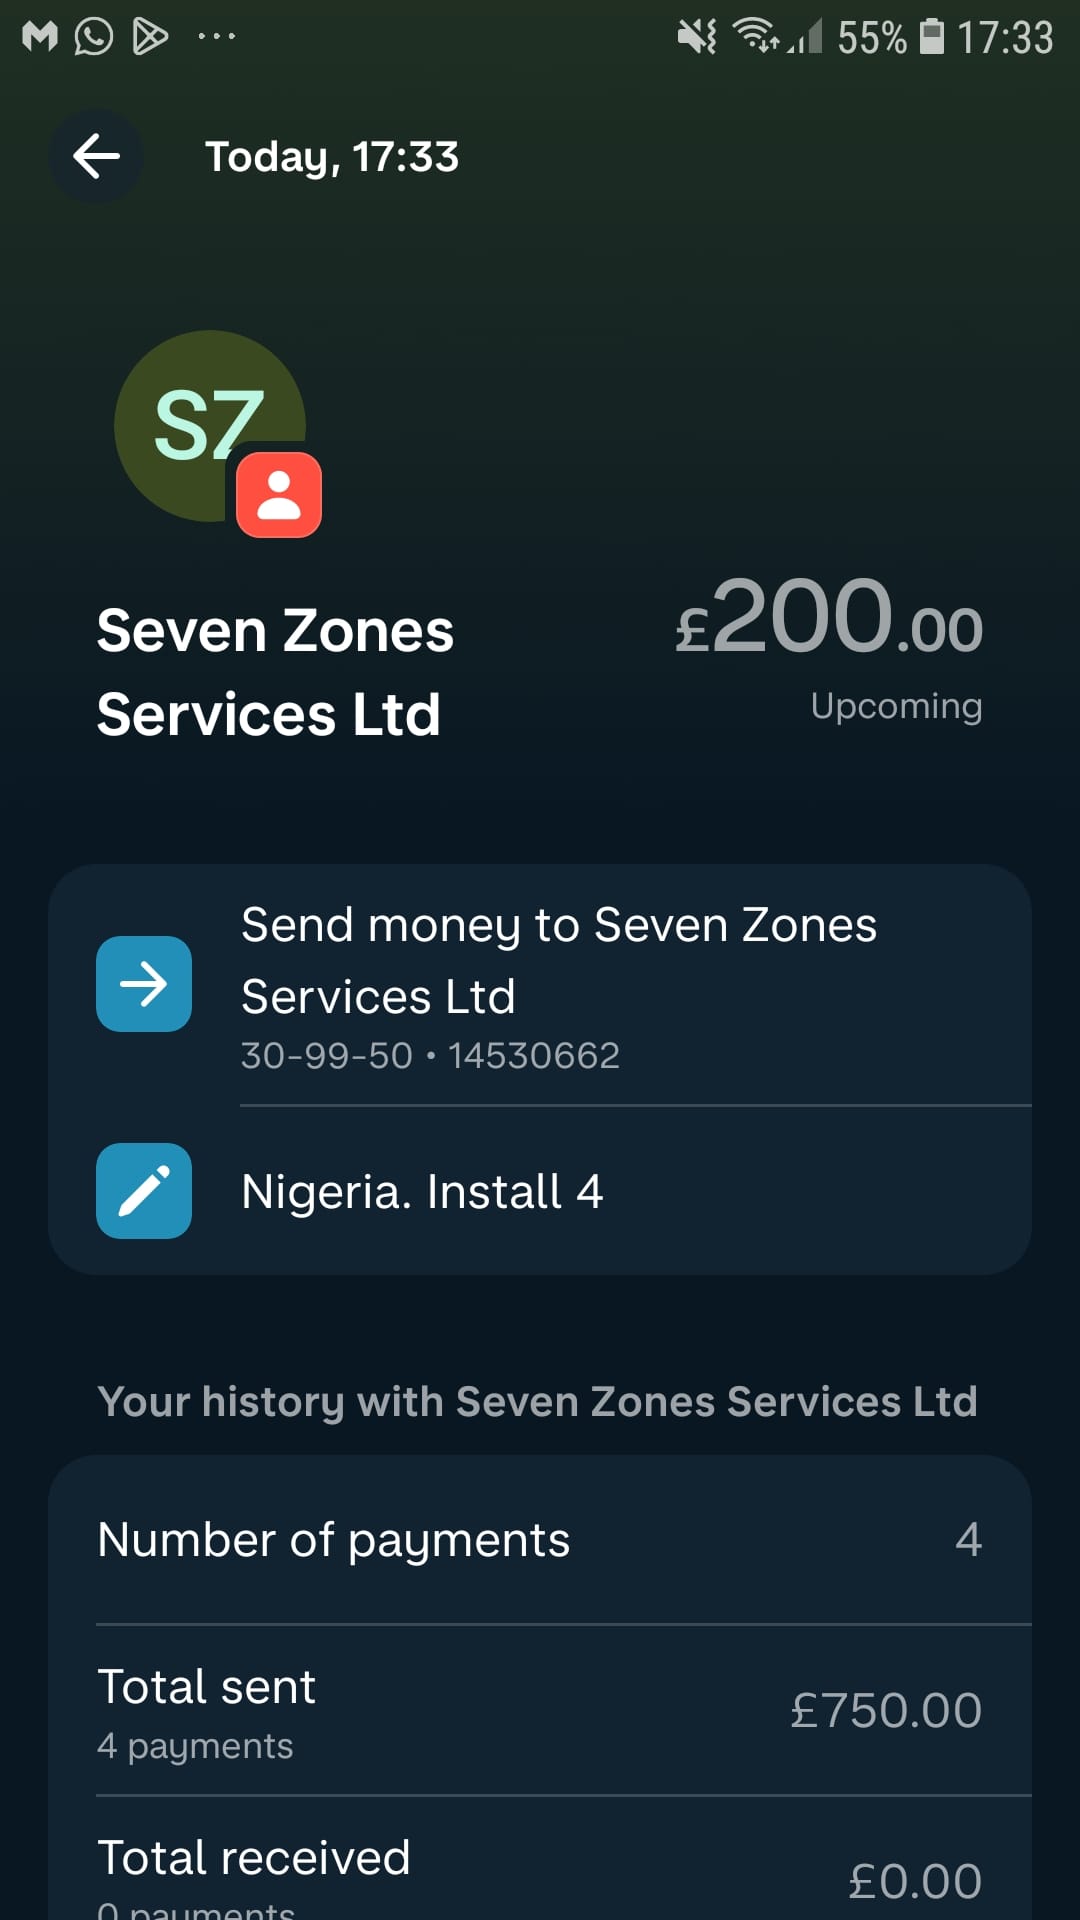 55% 17:33
Today, 17:33
SZ
Seven Zones
Services Ltd
£200.00
Upcoming
Send money to Seven Zones
Services Ltd
30-99-50 • 14530662
Nigeria. Install 4
Your history with Seven Zones Services Ltd
Number of payments
4
Total sent
4 payments
£750.00
Total received
0 payments
£0.00